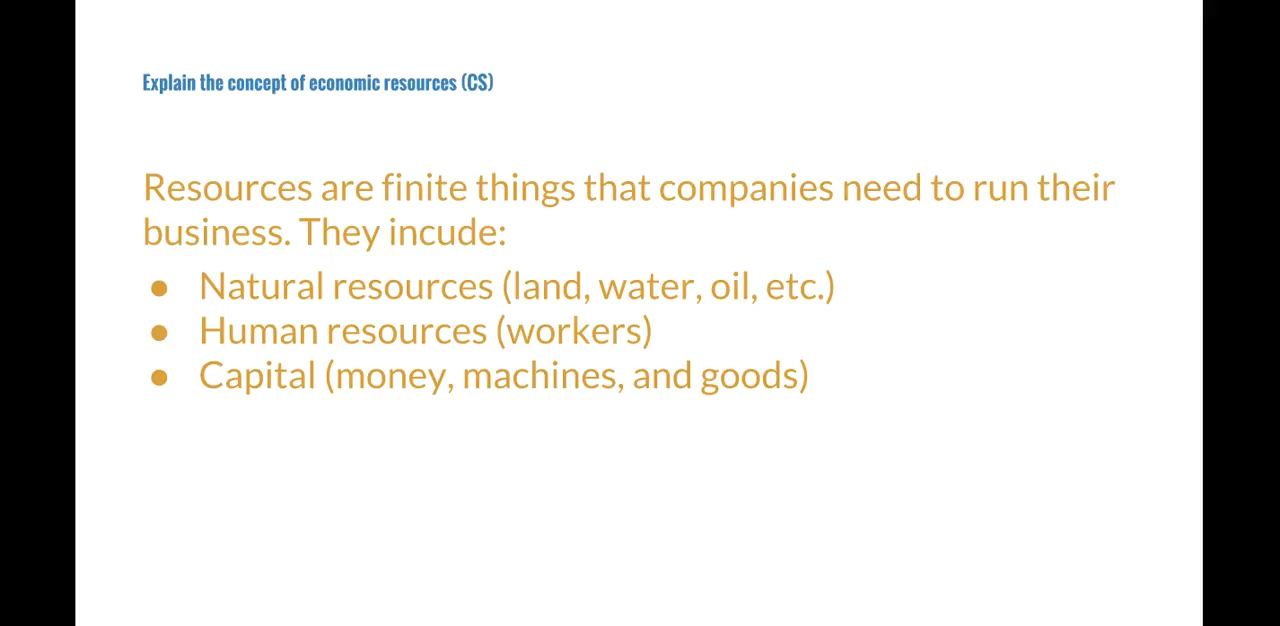 Explain the concept of economic resources (CS)
Resources are finite things that companies need to run their
business. They incude:
● Natural resources (land, water, oil, etc.)
● Human resources (workers)
● Capital (money, machines, and goods)